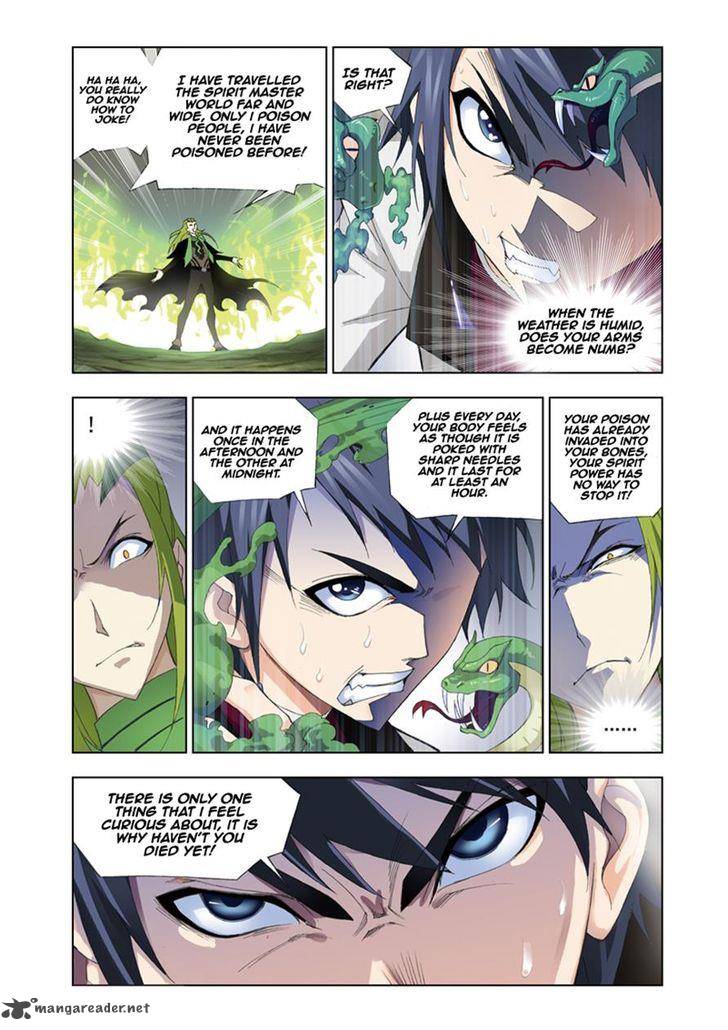 HA HA HA,
YOU REALLY
DO KNOW
HOW TO
JOKE!
I HAVE TRAVELLED
THE SPIRIT MASTER
WORLD FAR AND
WIDE, ONLY I POISON
PEOPLE, I HAVE
NEVER BEEN
POISONED BEFORE!
IS THAT
RIGHT?
WHEN THE
WEATHER IS HUMID,
DOES YOUR ARMS
BECOME NUMB?
!
AND IT HAPPENS
ONCE IN THE
AFTERNOON AND
THE OTHER AT
MIDNIGHT.
PLUS EVERY DAY,
YOUR BODY FEELS
AS THOUGH IT IS
POKED WITH
SHARP NEEDLES
AND IT LAST FOR
AT LEAST AN
HOUR.
YOUR POISON
HAS ALREADY
INVADED INTO
YOUR BONES,
YOUR SPIRIT
POWER HAS
NO WAY TO
STOP IT!
......
THERE IS ONLY ONE
THING THAT I FEEL
CURIOUS ABOUT, IT IS
WHY HAVEN'T YOU
DIED YET!
mangareader.net